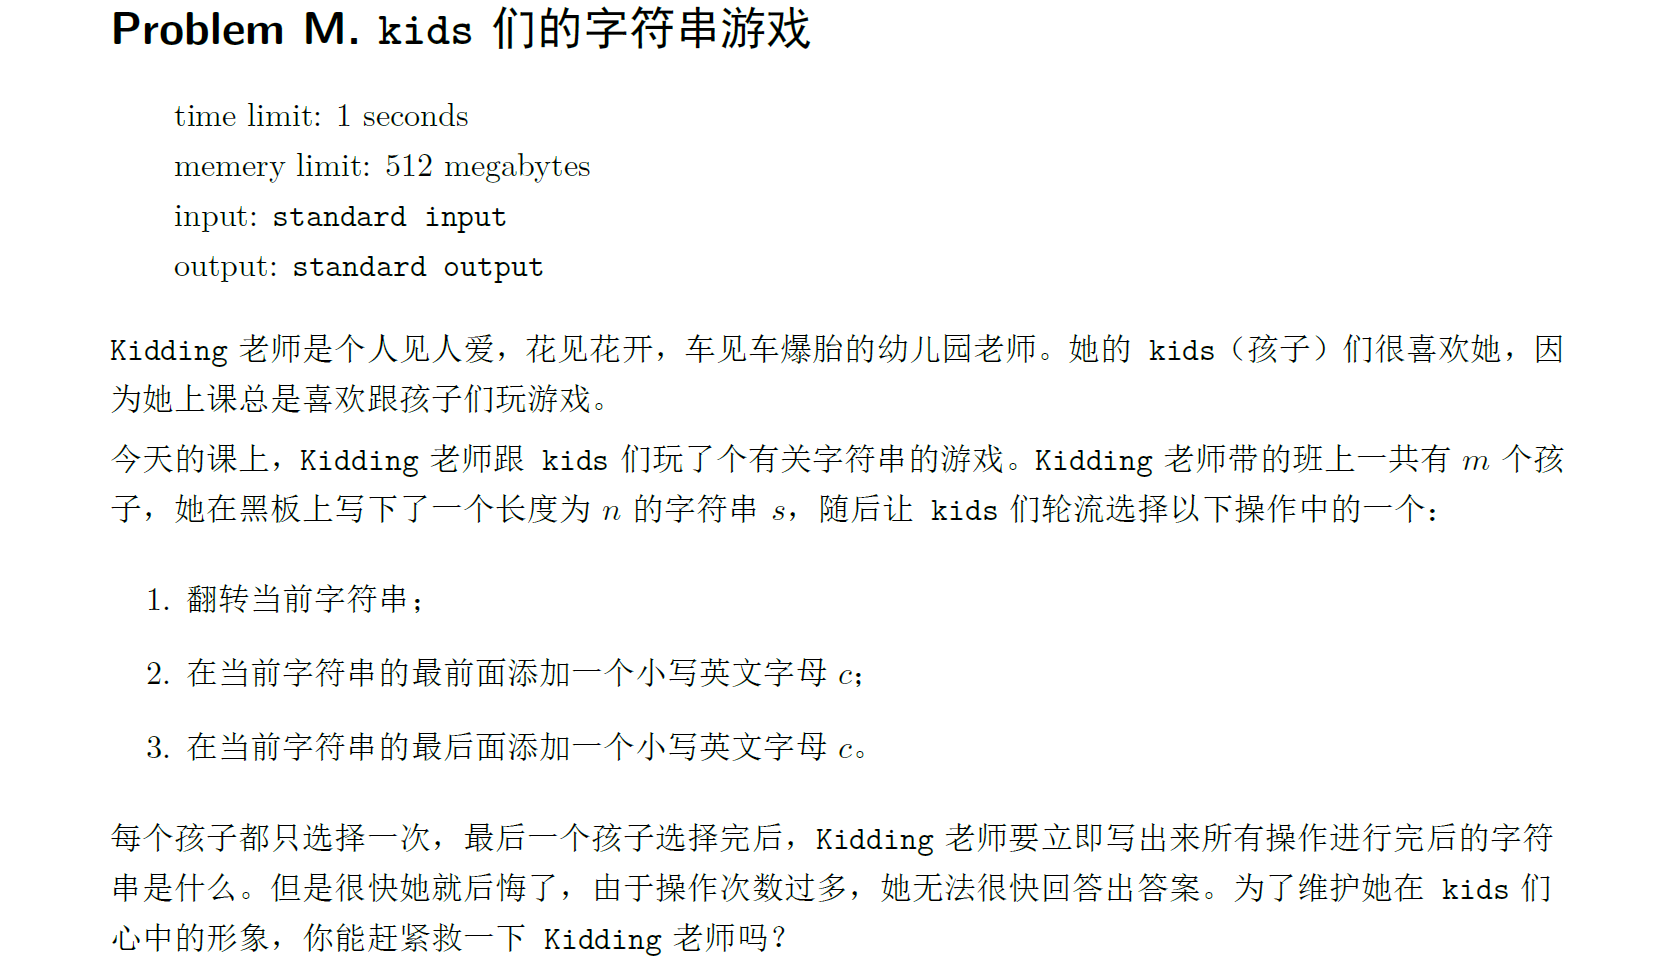 Problem M. kids 们的字符串游戏
time limit: 1 seconds
memery limit: 512 megabytes
input: standard input
output: standard output
Kidding 老师是个人见人爱，花见花开，车见车爆胎的幼儿园老师。她的 kids（孩子）们很喜欢她，因
为她上课总是喜欢跟孩子们玩游戏。
今天的课上，Kidding 老师跟 kids 们玩了个有关字符串的游戏。Kidding 老师带的班上一共有 m 个孩
子，她在黑板上写下了一个长度为 n 的字符串 s，随后让 kids 们轮流选择以下操作中的一个：
1. 翻转当前字符串；
2. 在当前字符串的最前面添加一个小写英文字母 c；
3. 在当前字符串的最后面添加一个小写英文字母 c。
每个孩子都只选择一次，最后一个孩子选择完后，Kidding 老师要立即写出来所有操作进行完后的字符
串是什么。但是很快她就后悔了，由于操作次数过多，她无法很快回答出答案。为了维护她在 kids 们
心中的形象，你能赶紧救一下 Kidding 老师吗？